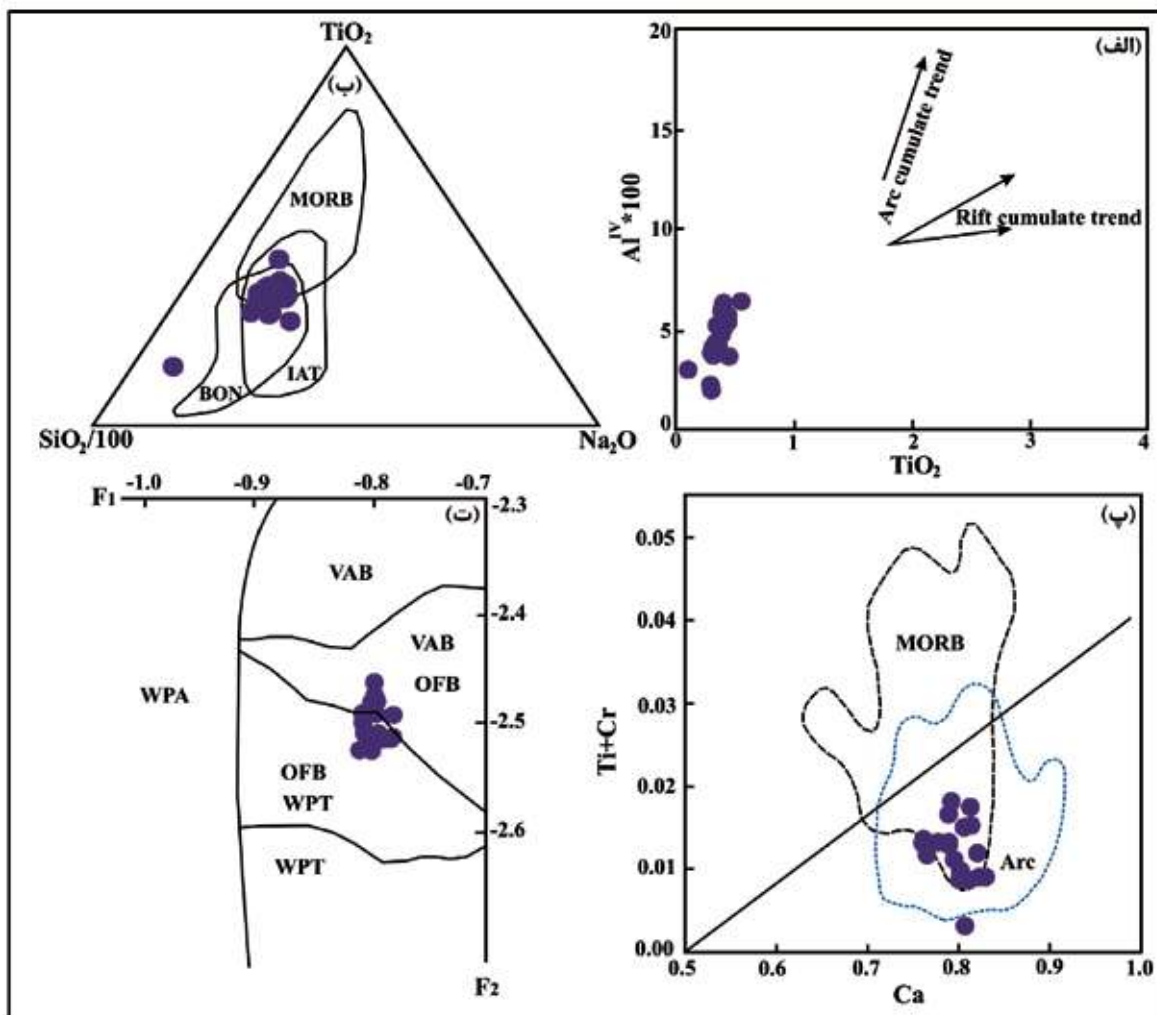 TiO₂
(ب)
MORB
IAT
BON
SiO₂/100
Na₂O
(الف)
20
15
10
5
0
Al^IV*100
Arc cumulate trend
Rift cumulate trend
0
1
2
3
4
TiO₂
F₁
-1.0
-0.9
-0.8
-0.7
(ت)
-2.3
-2.4
-2.5
-2.6
VAB
VAB
OFB
WPA
OFB
WPT
WPT
F₂
(پ)
0.05
0.04
0.03
0.02
0.01
0.00
Ti+Cr
MORB
Arc
0.5
0.6
0.7
0.8
0.9
1.0
Ca